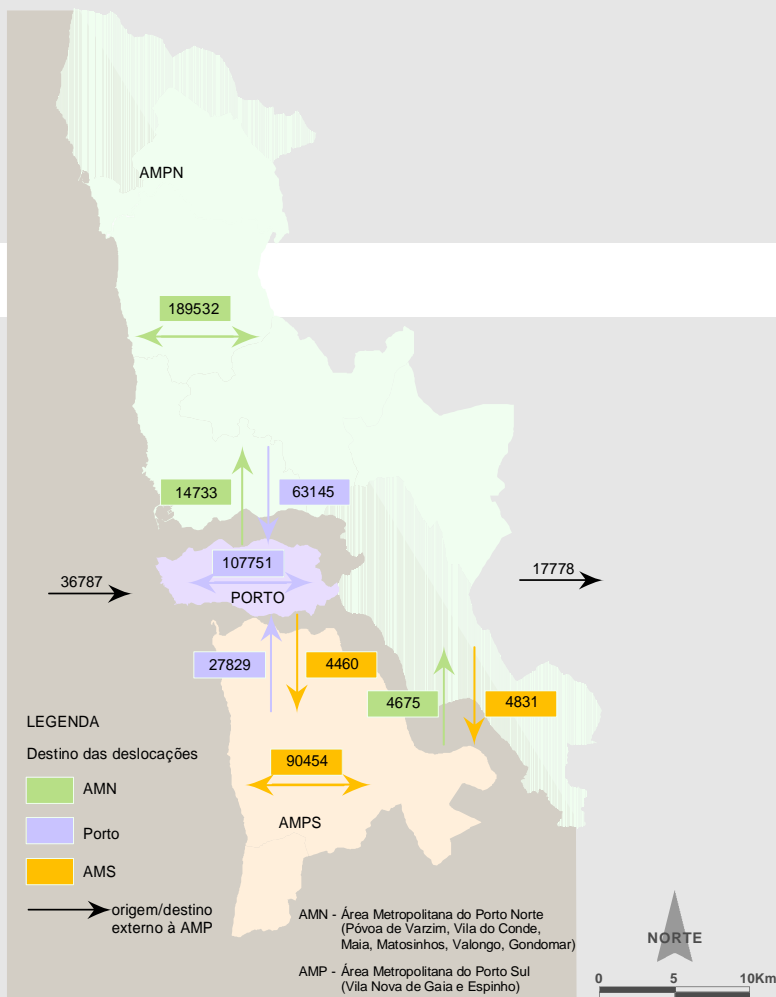 AMPN
189532
14733
63145
107751
36787
17778
PORTO
27829
4460
4675
4831
90454
AMPS
LEGENDA
Destino das deslocações
AMN
Porto
AMS
origem/destino
externo à AMP
AMN - Área Metropolitana do Porto Norte
(Póvoa de Varzim, Vila do Conde,
Maia, Matosinhos, Valongo, Gondomar)
AMP - Área Metropolitana do Porto Sul
(Vila Nova de Gaia e Espinho)
NORTE
0 5 10Km